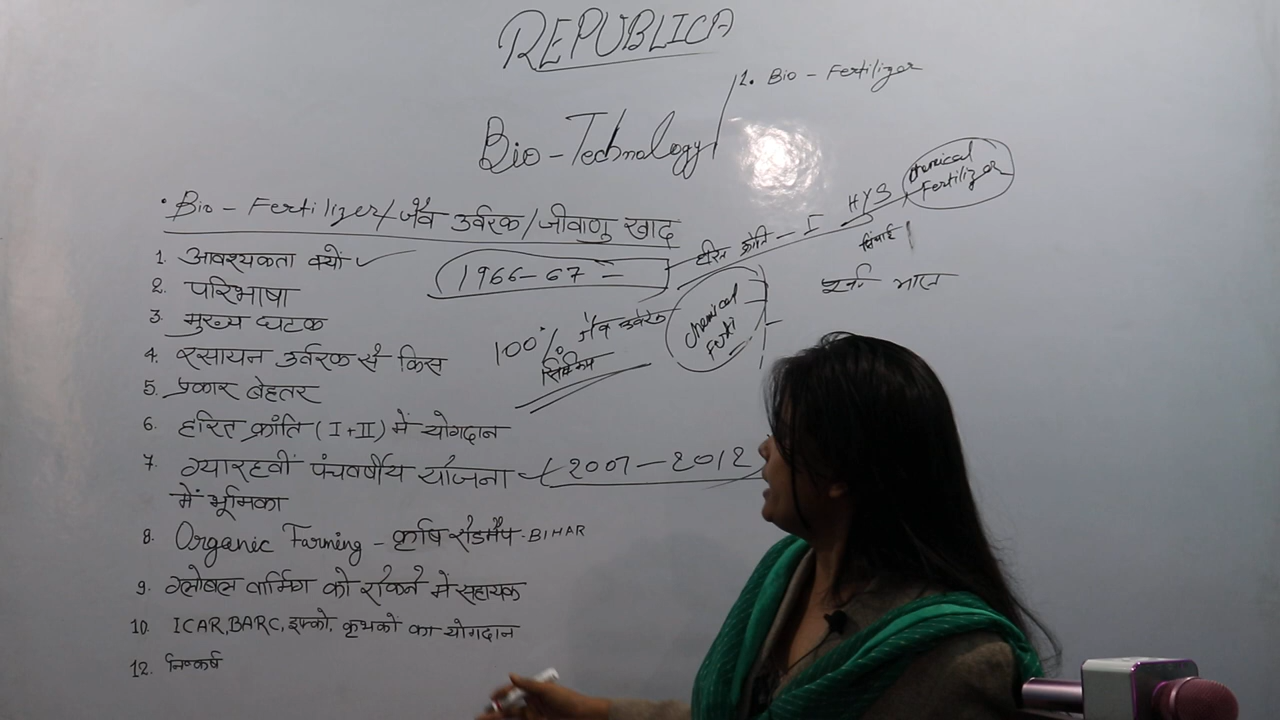 REPUBLICA
1. Bio - Fertilizer
Bio-Technology
• Bio - Fertilizer / जैव उर्वरक / जीवाणु खाद
1. आवश्यकता क्यों ✓
1966-67 =
हरित क्रांति - I
HYS
Chemical
Fertilizer
सिंचाई
भारत
2. परिभाषा
3. मुख्य घटक
100% जैव उर्वरक
सिक्किम
Chemical
Ferti
4. रसायन उर्वरक से किस
5. प्रकार बेहतर
6. हरित क्रांति (I+II) में योगदान
7. ग्यारहवीं पंचवर्षीय योजना
2007-2012
में भूमिका
8. Organic Farming - कृषि रोडमैप - BIHAR
9. ग्लोबल वार्मिंग को रोकने में सहायक
10. ICAR, BARC, इफ्को, कृभको का योगदान
12. निष्कर्ष